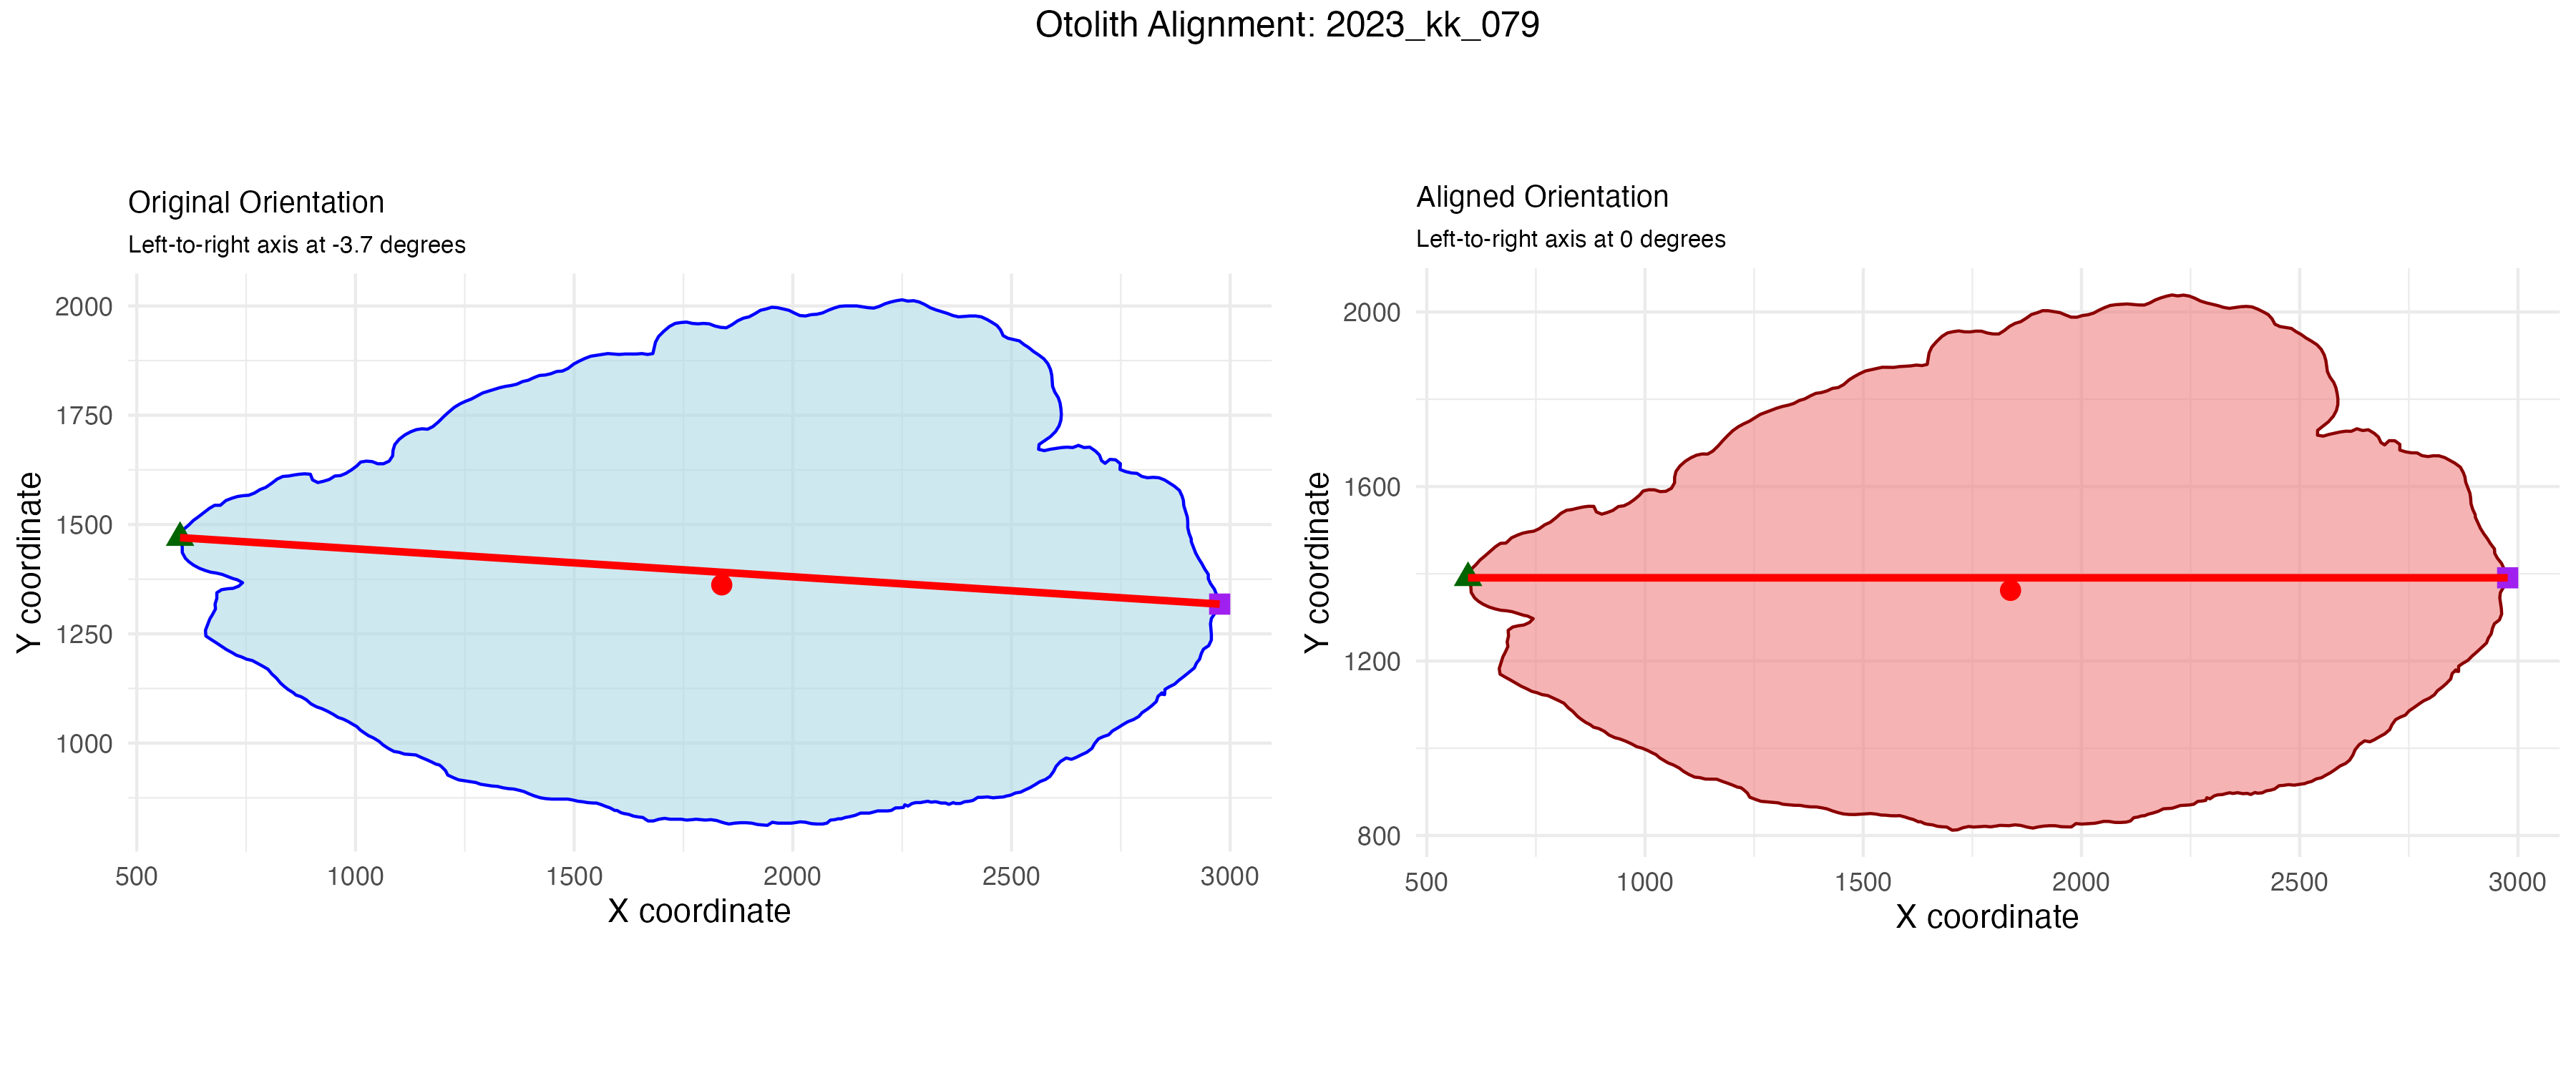 Otolith Alignment: 2023_kk_079
Original Orientation
Left-to-right axis at -3.7 degrees
2000
1750
1500
1250
1000
Y coordinate
500 1000 1500 2000 2500 3000
X coordinate
Aligned Orientation
Left-to-right axis at 0 degrees
2000
1600
1200
800
Y coordinate
500 1000 1500 2000 2500 3000
X coordinate